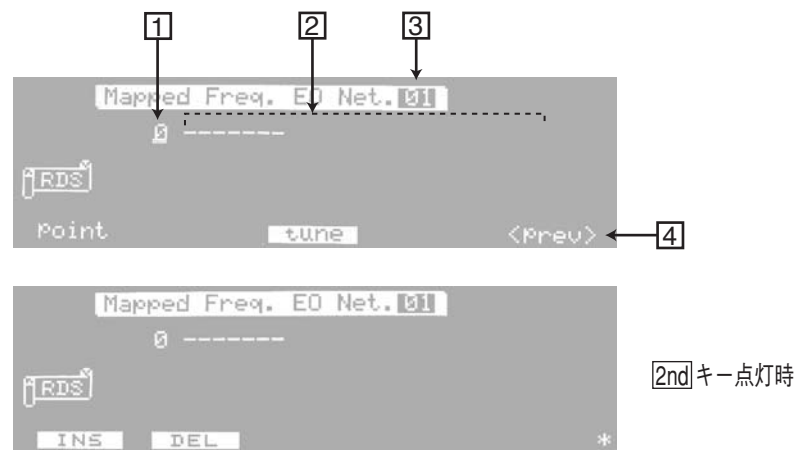 1 2 3
Mapped Freq. EO Net.01
0 -------
RDS
Point tune <Prev> 4
Mapped Freq. EO Net.01
0 -------
RDS
2ndキー点灯時
INS DEL *